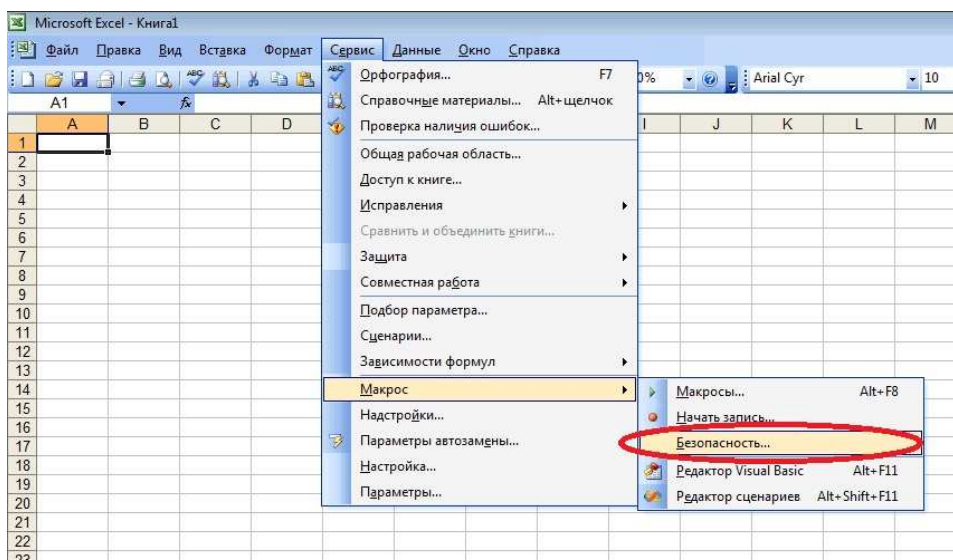 Microsoft Excel - Книга1
Файл Правка Вид Вставка Формат Сервис Данные Окно Справка
Arial Cyr 10
A1 fx
A B C D I J K L M
Орфография... F7
Справочные материалы... Alt+щелчок
Проверка наличия ошибок...
Общая рабочая область...
Доступ к книге...
Исправления
Сравнить и объединить книги...
Защита
Совместная работа
Подбор параметра...
Сценарии...
Зависимости формул
Макрос
Надстройки...
Параметры автозамены...
Настройка...
Параметры...
Макросы... Alt+F8
Начать запись...
Безопасность...
Редактор Visual Basic Alt+F11
Редактор сценариев Alt+Shift+F11
1
2
3
4
5
6
7
8
9
10
11
12
13
14
15
16
17
18
19
20
21
22